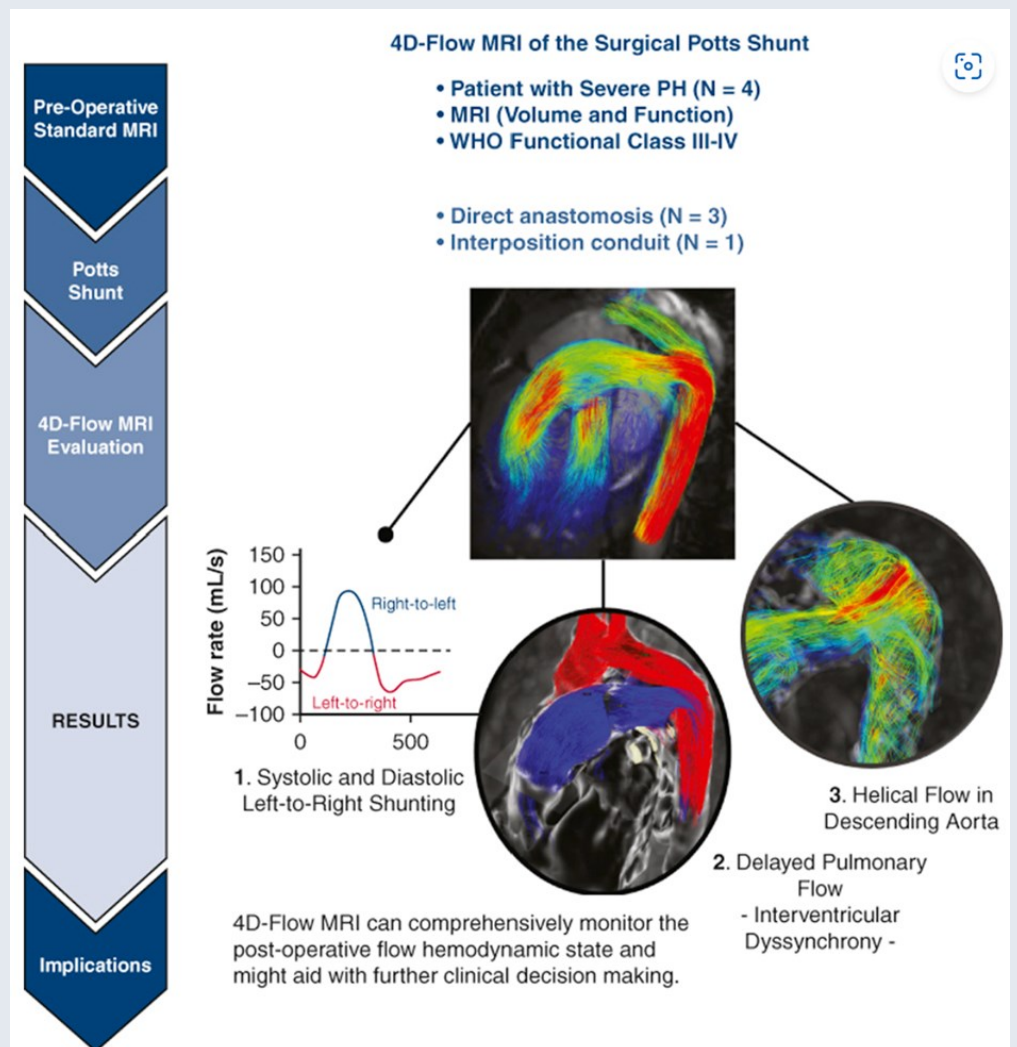 4D-Flow MRI of the Surgical Potts Shunt
Pre-Operative
Standard MRI
• Patient with Severe PH (N = 4)
• MRI (Volume and Function)
• WHO Functional Class III-IV
Potts
Shunt
• Direct anastomosis (N = 3)
• Interposition conduit (N = 1)
4D-Flow MRI
Evaluation
RESULTS
Flow rate (mL/s)
150
100
50
0
−50
−100
0
500
Right-to-left
Left-to-right
1. Systolic and Diastolic
Left-to-Right Shunting
2. Delayed Pulmonary
Flow
- Interventricular
Dyssynchrony -
3. Helical Flow in
Descending Aorta
Implications
4D-Flow MRI can comprehensively monitor the
post-operative flow hemodynamic state and
might aid with further clinical decision making.